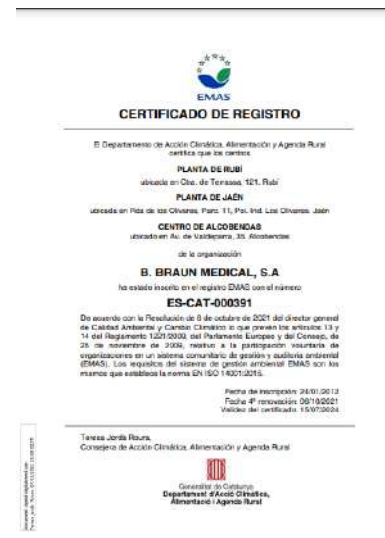 EMAS
CERTIFICADO DE REGISTRO
El Departamento de Acción Climática, Alimentación y Agenda Rural
certifica que los centros
PLANTA DE RUBÍ
ubicada en Ctra. de Terrassa, 121. Rubí
PLANTA DE JAÉN
ubicada en Rda de los Olivares, Parc. 11, Pol. Ind. Los Olivares. Jaén
CENTRO DE ALCOBENDAS
ubicado en Av. de Valdeparra, Alcobendas
de la organización
B. BRAUN MEDICAL, S.A
ha estado inscrito en el registro EMAS con el número
ES-CAT-000391
De acuerdo con la Resolución de 8 de octubre de 2021 del director general
de Calidad Ambiental y Cambio Climático lo que prevén los artículos 13 y
14 del Reglamento 1221/2009, del Parlamento Europeo y del Consejo, de
25 de noviembre de 2009, relativo a la participación voluntaria de
organizaciones en un sistema comunitario de gestión y auditoría ambiental
(EMAS). Los requisitos del sistema de gestión ambiental EMAS son los
mismos que establece la norma EN ISO 14001:2015.
Fecha de inscripción: 26/01/2012
Fecha 4ª renovación: 08/10/2021
Validez del certificado: 15/07/2024
Teresa Jordà Roura,
Consejera de Acción Climática, Alimentación y Agenda Rural
Generalitat de Catalunya
Departament d'Acció Climàtica,
Alimentació i Agenda Rural